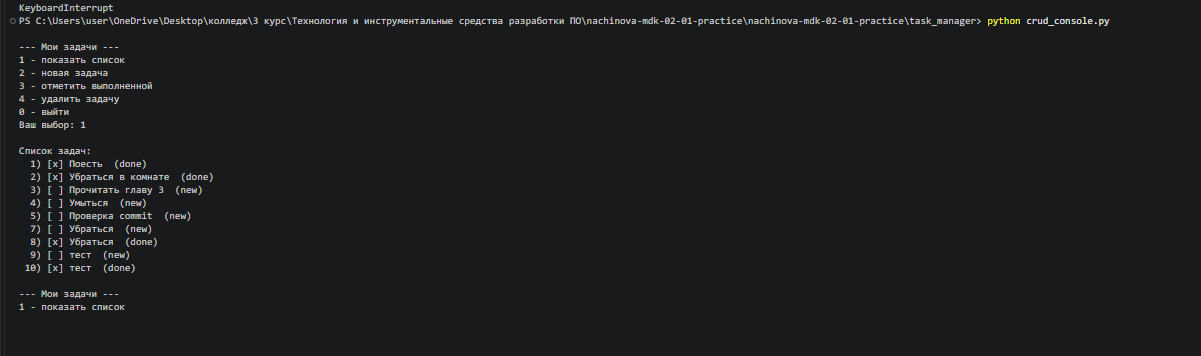 KeyboardInterrupt
PS C:\Users\user\OneDrive\Desktop\колледж\3 курс\Технология и инструментальные средства разработки ПО\nachinova-mdk-02-01-practice\nachinova-mdk-02-01-practice\task_manager> python crud_console.py
--- Мои задачи ---
1 - показать список
2 - новая задача
3 - отметить выполненной
4 - удалить задачу
0 - выйти
Ваш выбор: 1
Список задач:
1) [x] Поесть (done)
2) [x] Убраться в комнате (done)
3) [ ] Прочитать главу 3 (new)
4) [ ] Умыться (new)
5) [ ] Проверка commit (new)
7) [ ] Убраться (new)
8) [x] Убраться (done)
9) [ ] тест (new)
10) [x] тест (done)
--- Мои задачи ---
1 - показать список